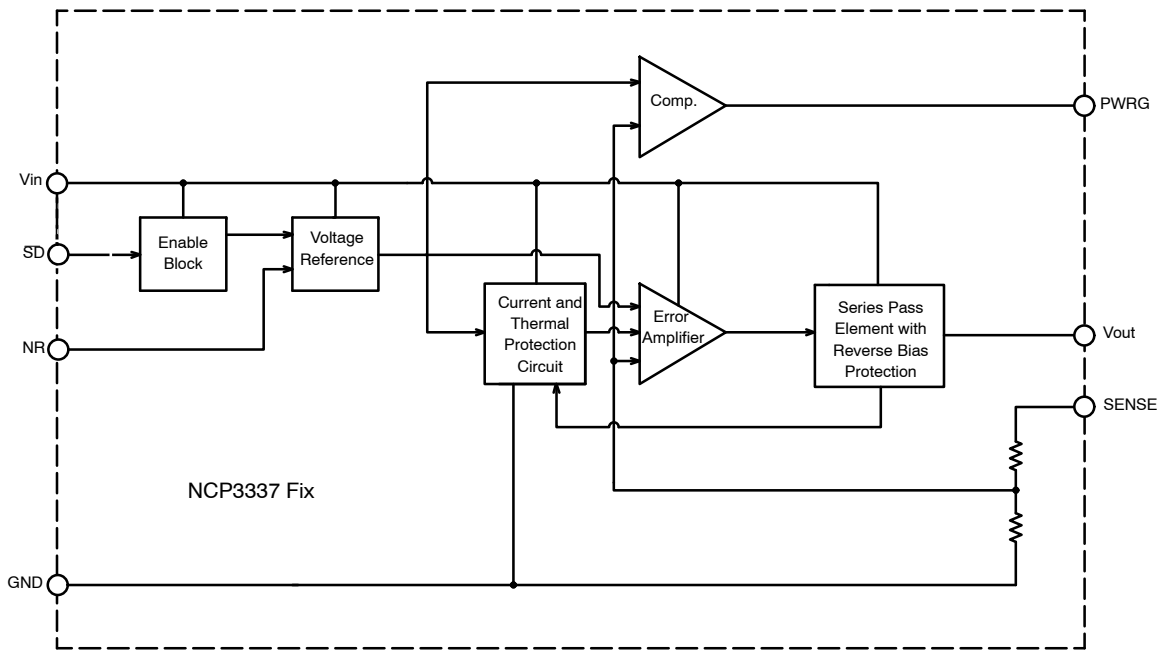 Comp.
PWRG
Vin
Enable
Block
Voltage
Reference
S̅D̅
NR
Current and
Thermal
Protection
Circuit
Error
Amplifier
Series Pass
Element with
Reverse Bias
Protection
Vout
SENSE
NCP3337 Fix
GND